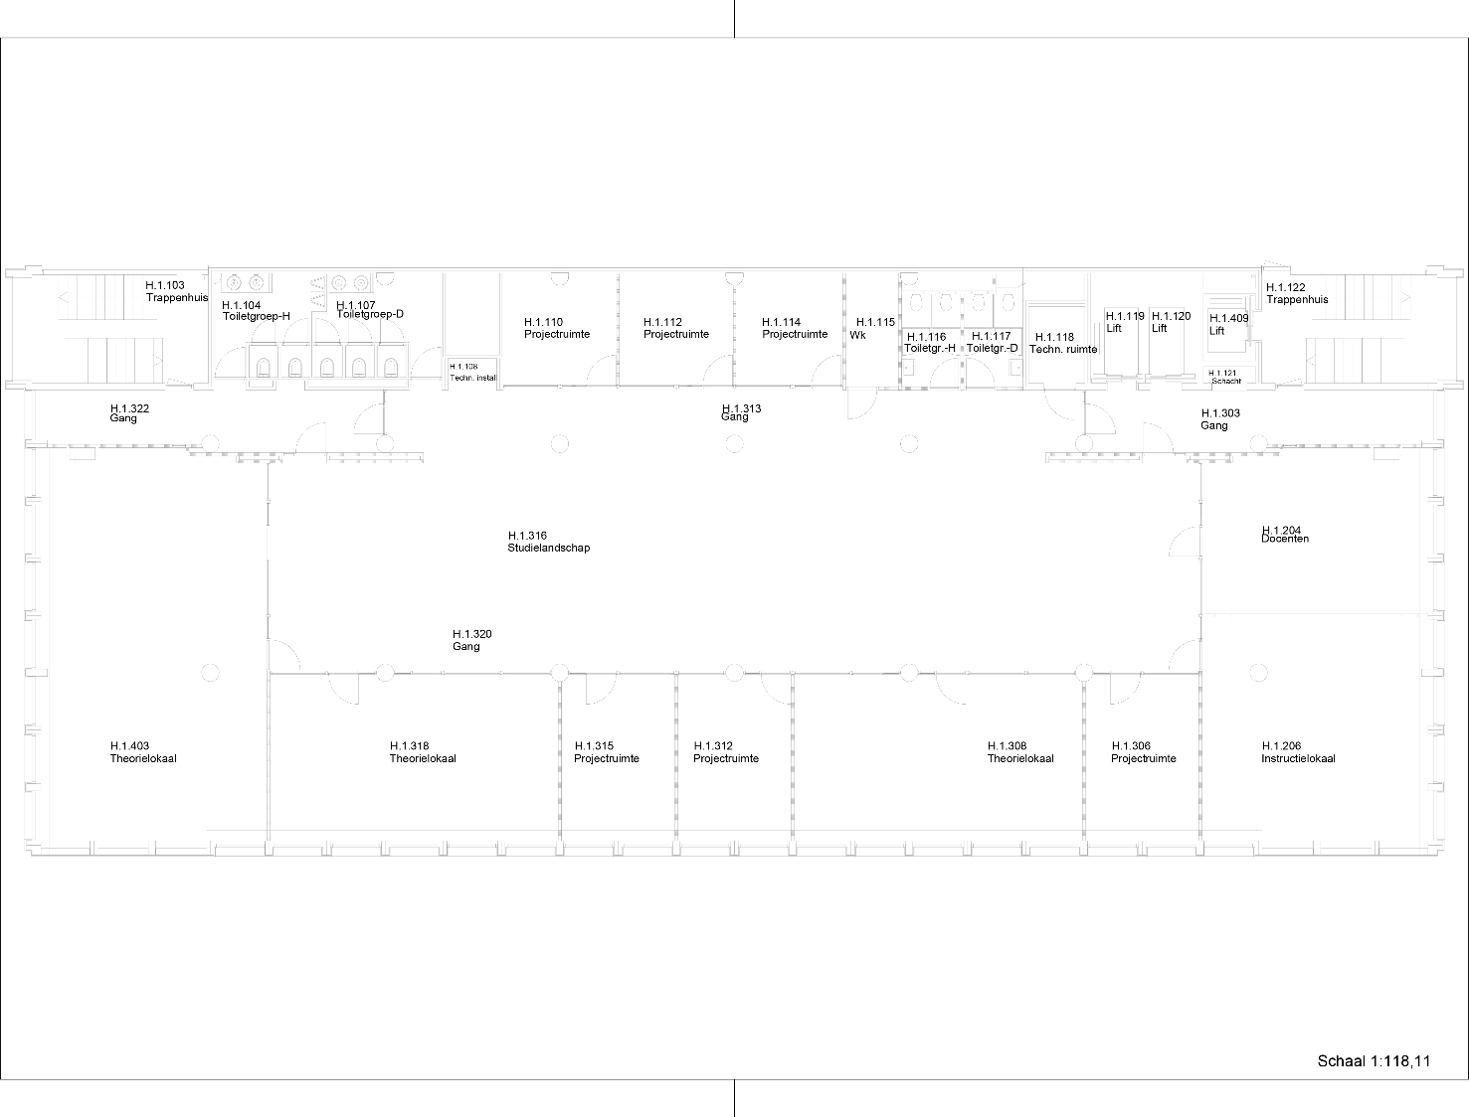 H.1.103
Trappenhuis
H.1.104
Toiletgroep-H
H.1.107
Toiletgroep-D
H.1.108
Techn. instal
H.1.110
Projectruimte
H.1.112
Projectruimte
H.1.114
Projectruimte
H.1.115
Wk
H.1.116
Toiletgr.-H
H.1.117
Toiletgr.-D
H.1.118
Techn. ruimte
H.1.119
Lift
H.1.120
Lift
H.1.409
Lift
H.1.121
Schacht
H.1.122
Trappenhuis
H.1.322
Gang
H.1.313
Gang
H.1.303
Gang
H.1.316
Studielandschap
H.1.204
Docenten
H.1.320
Gang
H.1.403
Theorielokaal
H.1.318
Theorielokaal
H.1.315
Projectruimte
H.1.312
Projectruimte
H.1.308
Theorielokaal
H.1.306
Projectruimte
H.1.206
Instructielokaal
Schaal 1:118,11